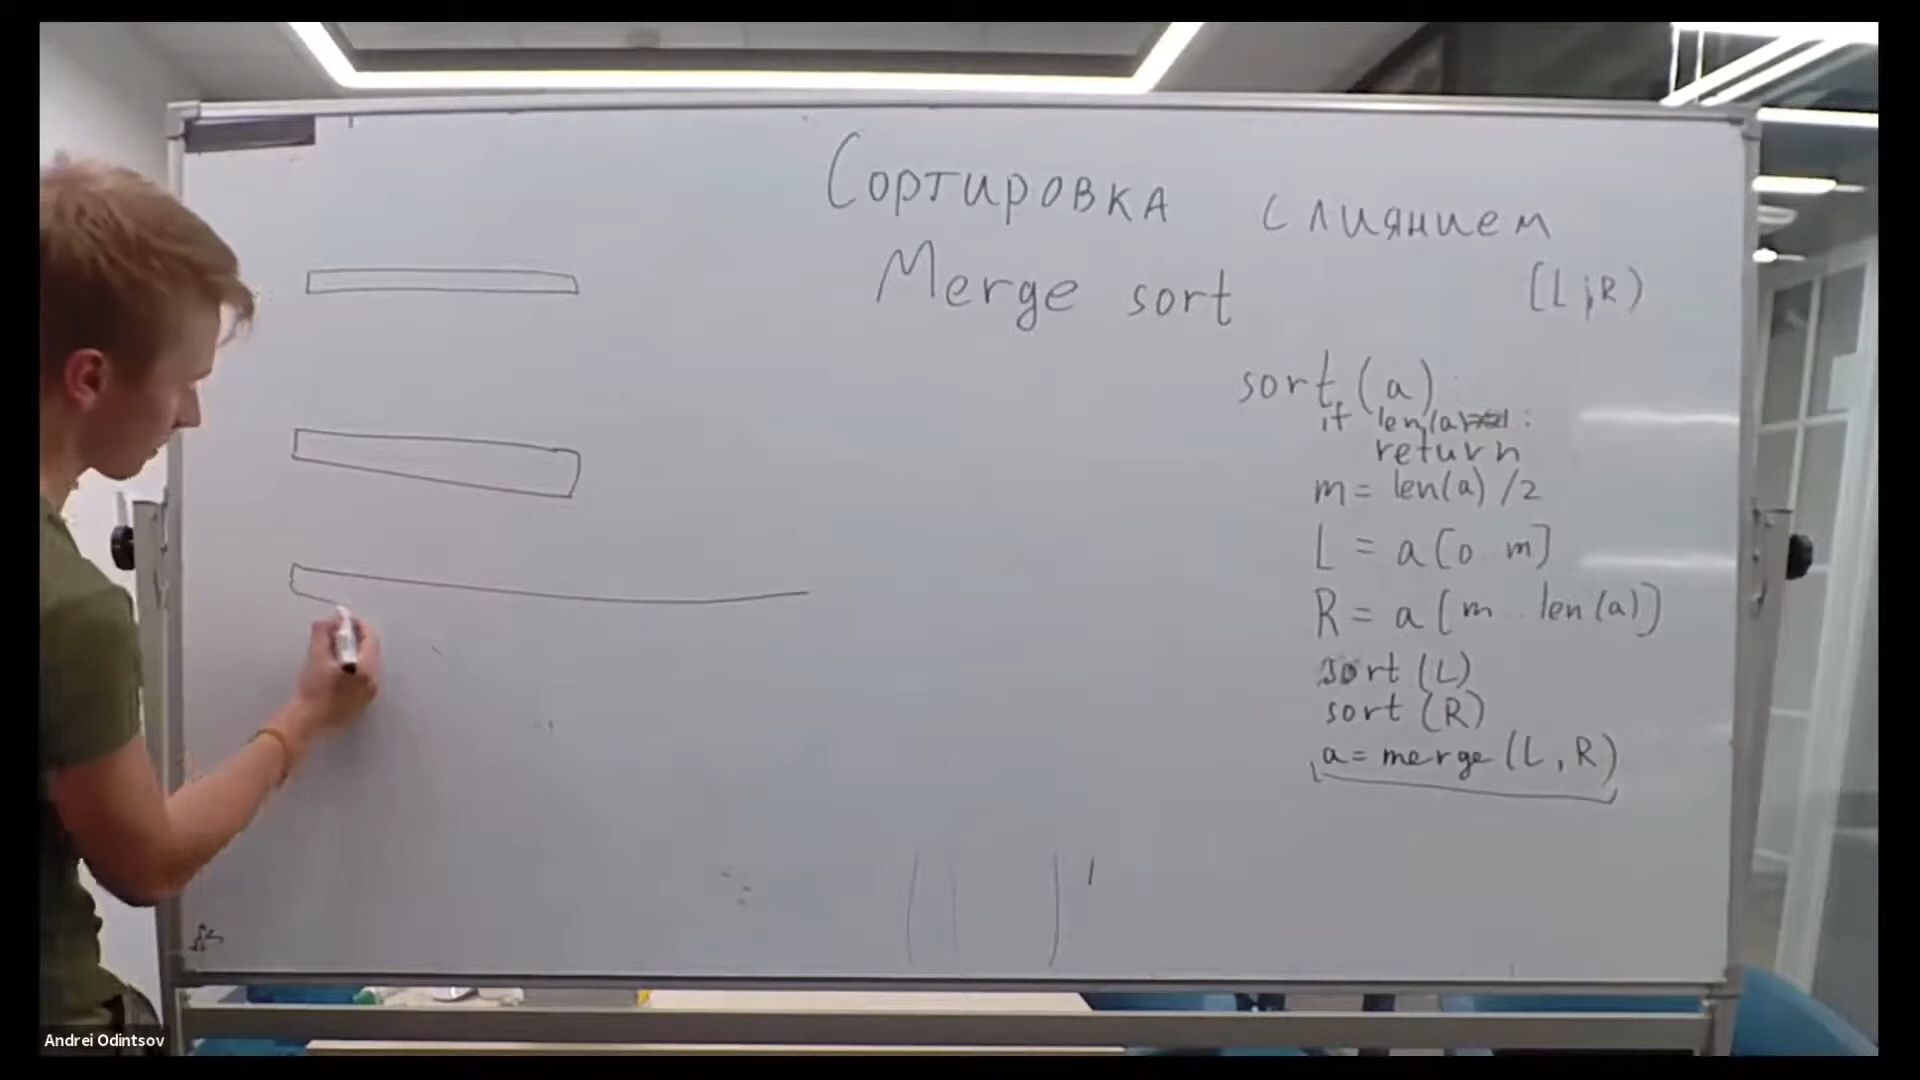 Сортировка слиянием
Merge sort
[L, R)
sort(a)
if len(a) :
return
m = len(a) / 2
L = a[0 .. m]
R = a[m .. len(a)]
sort(L)
sort(R)
a = merge(L, R)
Andrei Odintsov